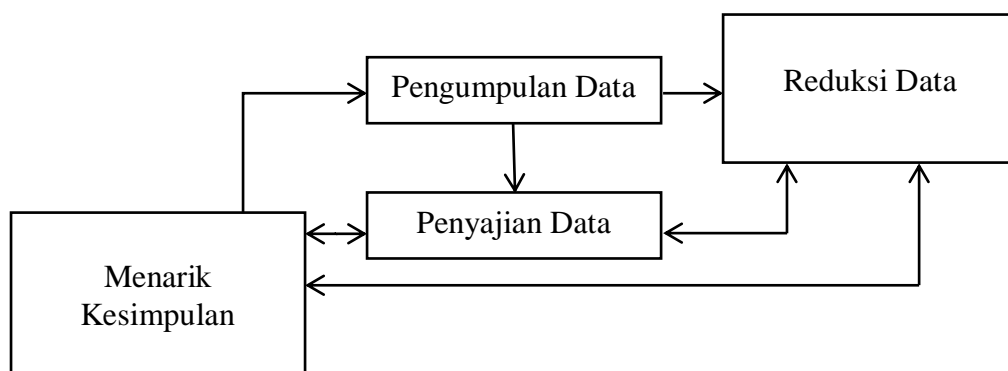 Pengumpulan Data
Reduksi Data
Penyajian Data
Menarik
Kesimpulan